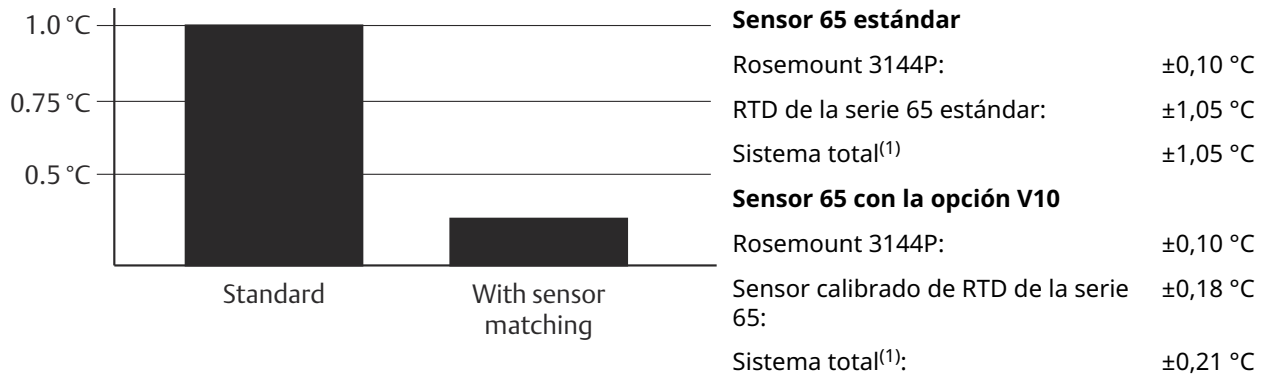 1.0 °C
0.75 °C
0.5 °C
Standard
With sensor
matching
Sensor 65 estándar
Rosemount 3144P: ±0,10 °C
RTD de la serie 65 estándar: ±1,05 °C
Sistema total(1) ±1,05 °C
Sensor 65 con la opción V10
Rosemount 3144P: ±0,10 °C
Sensor calibrado de RTD de la serie ±0,18 °C
65:
Sistema total(1): ±0,21 °C